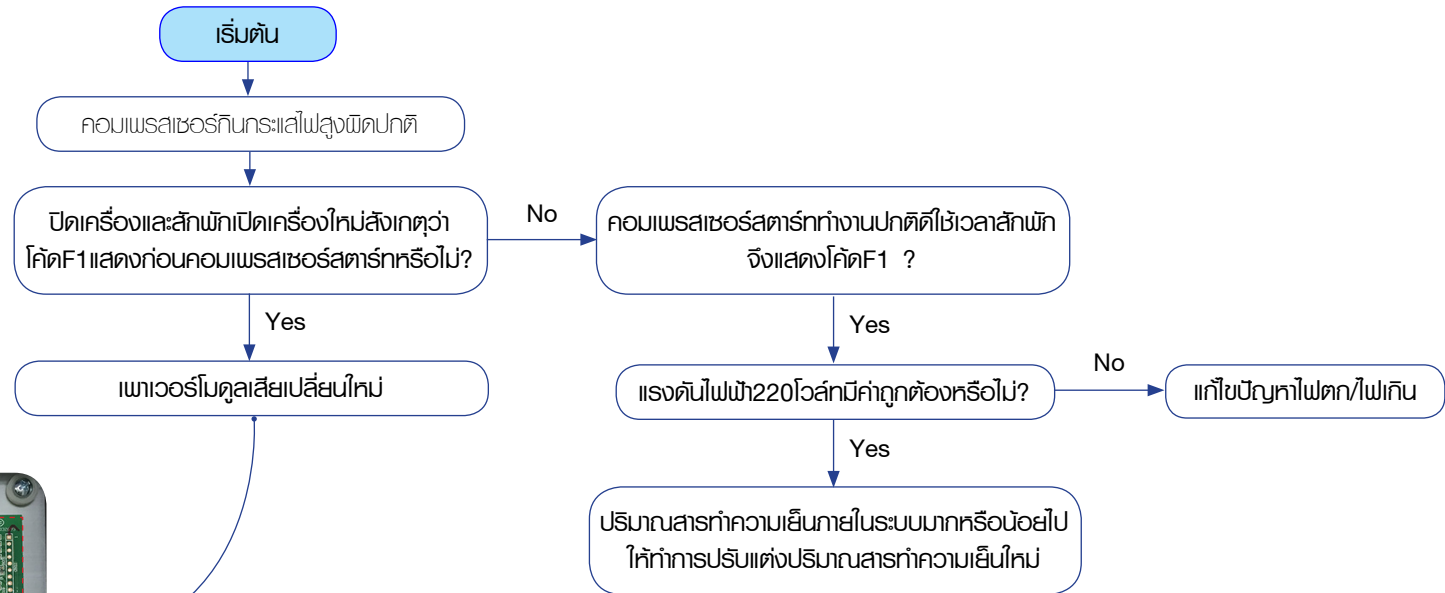 เริ่มต้น
คอมเพรสเซอร์กินกระแสไฟสูงผิดปกติ
ปิดเครื่องและสักพักเปิดเครื่องใหม่สังเกตุว่า
โค้ดF1แสดงก่อนคอมเพรสเซอร์สตาร์ทหรือไม่?
No
คอมเพรสเซอร์สตาร์ททำงานปกติดีใช้เวลาสักพัก
จึงแสดงโค้ดF1 ?
Yes
Yes
เพาเวอร์โมดูลเสียเปลี่ยนใหม่
แรงดันไฟฟ้า220โวล์ทมีค่าถูกต้องหรือไม่?
No
แก้ไขปัญหาไฟตก/ไฟเกิน
Yes
ปริมาณสารทำความเย็นภายในระบบมากหรือน้อยไป
ให้ทำการปรับแต่งปริมาณสารทำความเย็นใหม่